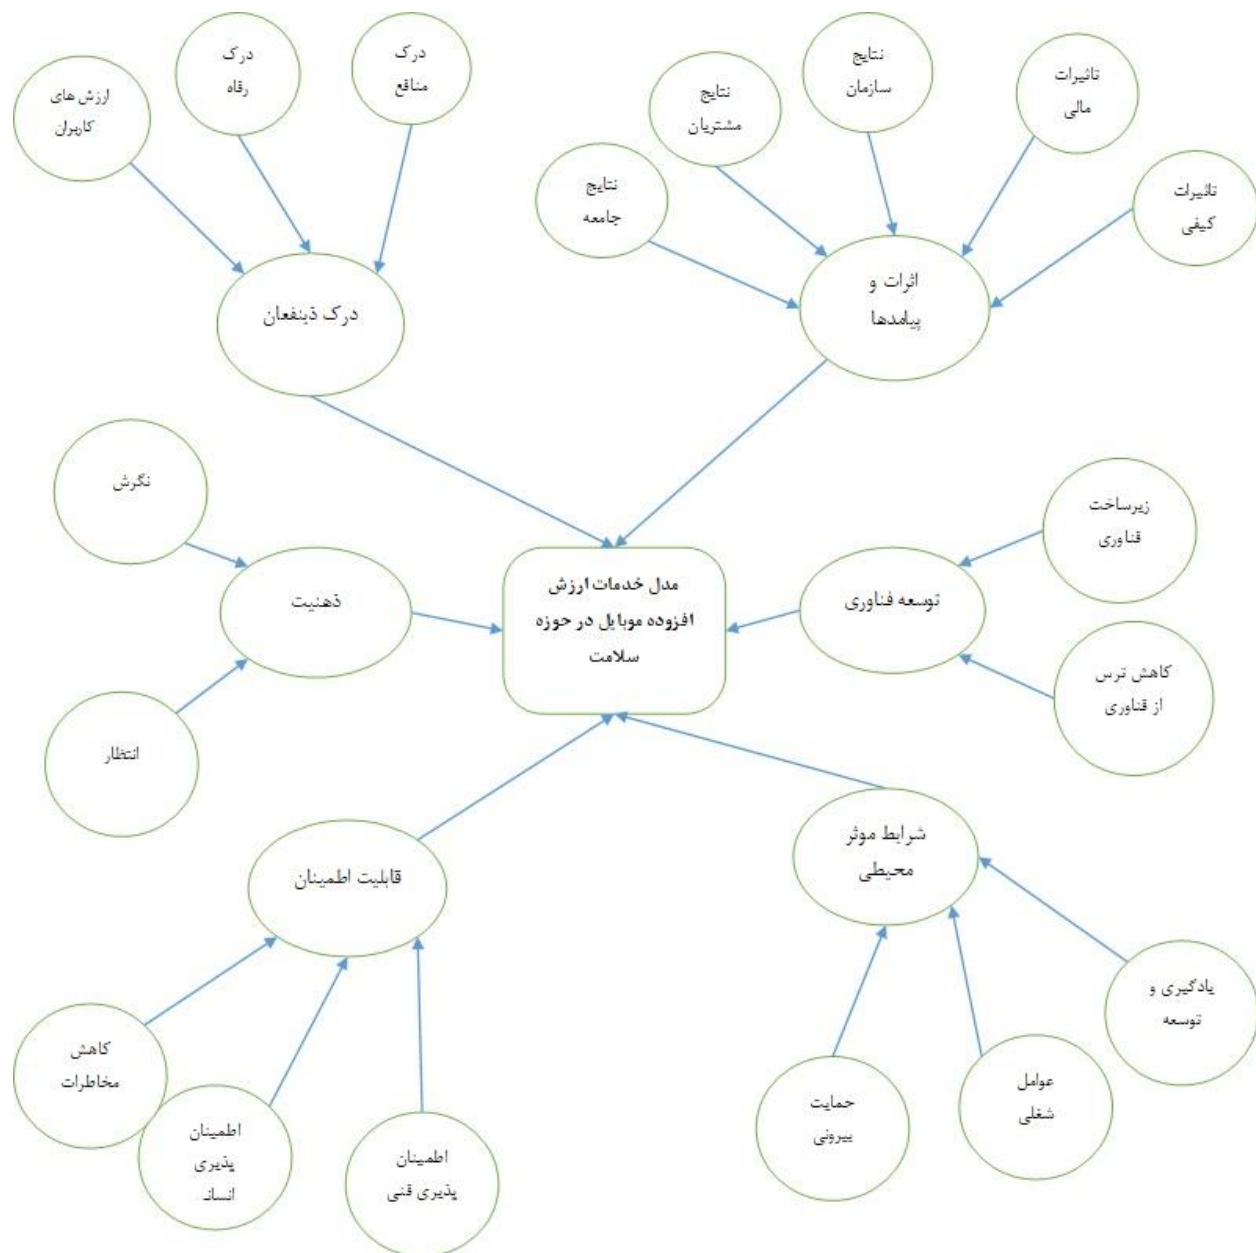 درک
منافع
درک
رفاه
ارزش های
کاربران
درک ذینفعان
تاثیرات
مالی
نتایج
سازمان
نتایج
مشتریان
نتایج
جامعه
تاثیرات
کیفی
اثرات و
پیامدها
نگرش
ذهنیت
انتظار
مدل خدمات ارزش
افزوده موبایل در حوزه
سلامت
زیرساخت
فناوری
توسعه فناوری
کاهش ترس
از فناوری
شرایط موثر
محیطی
یادگیری و
توسعه
عوامل
شغلی
حمایت
بیرونی
قابلیت اطمینان
کاهش
مخاطرات
اطمینان
پذیری
انسانـ
اطمینان
پذیری فنی